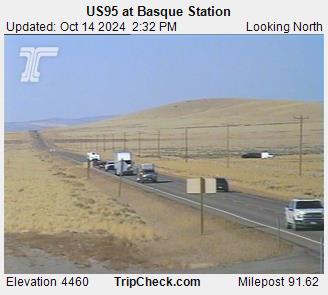 US95 at Basque Station
Updated: Oct 14 2024 2:32 PM Looking North
Elevation 4460 TripCheck.com Milepost 91.62